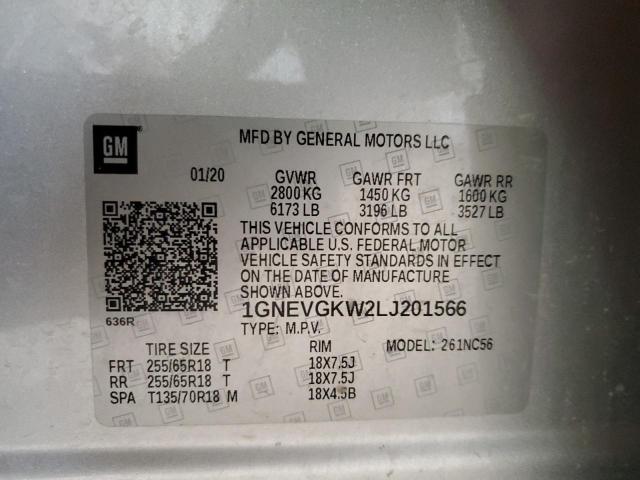 GM
MFD BY GENERAL MOTORS LLC
01/20 GVWR GAWR FRT GAWR RR
2800 KG 1450 KG 1600 KG
6173 LB 3196 LB 3527 LB
THIS VEHICLE CONFORMS TO ALL
APPLICABLE U.S. FEDERAL MOTOR
VEHICLE SAFETY STANDARDS IN EFFECT
ON THE DATE OF MANUFACTURE
SHOWN ABOVE.
1GNEVGKW2LJ201566
636R
TYPE: M.P.V. MODEL: 261NC56
TIRE SIZE RIM
FRT 255/65R18 T 18X7.5J
RR 255/65R18 T 18X7.5J
SPA T135/70R18 M 18X4.5B